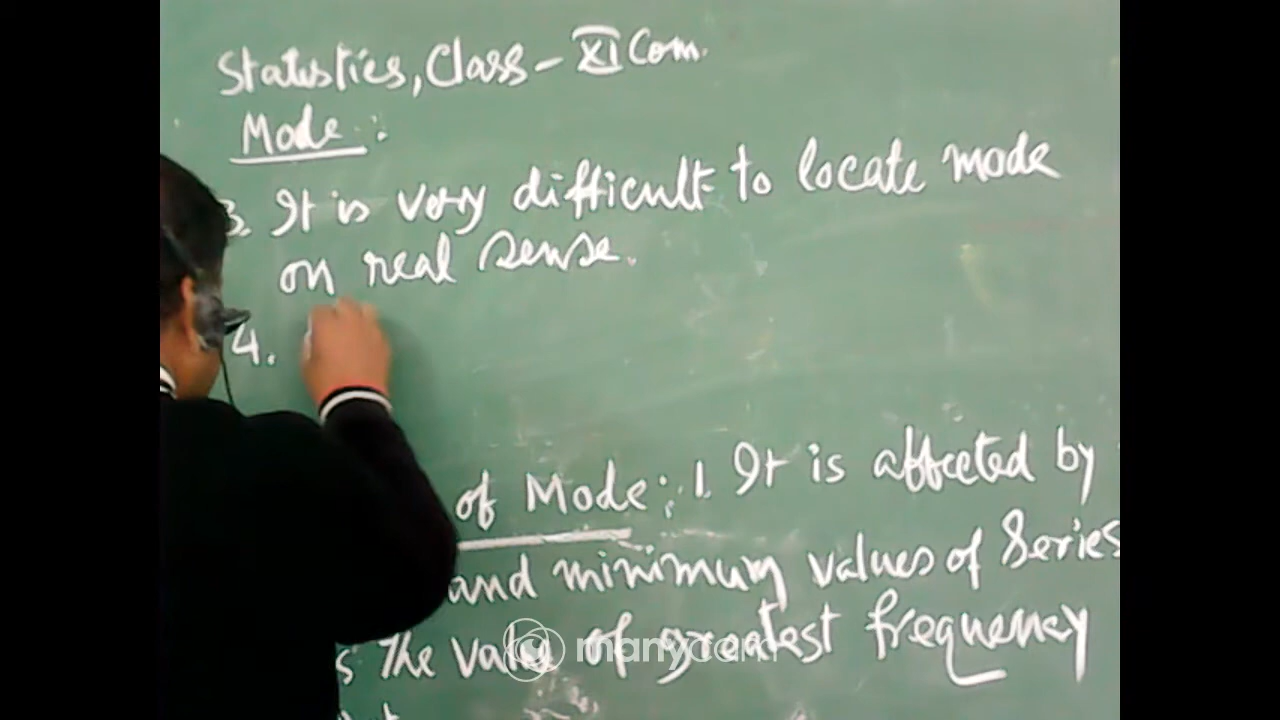 Statistics, Class - XI Com.
Mode :
3. It is very difficult to locate mode
on real sense.
4.
of Mode : 1. It is affected by
and minimum values of Series
The value of greatest frequency
manycam